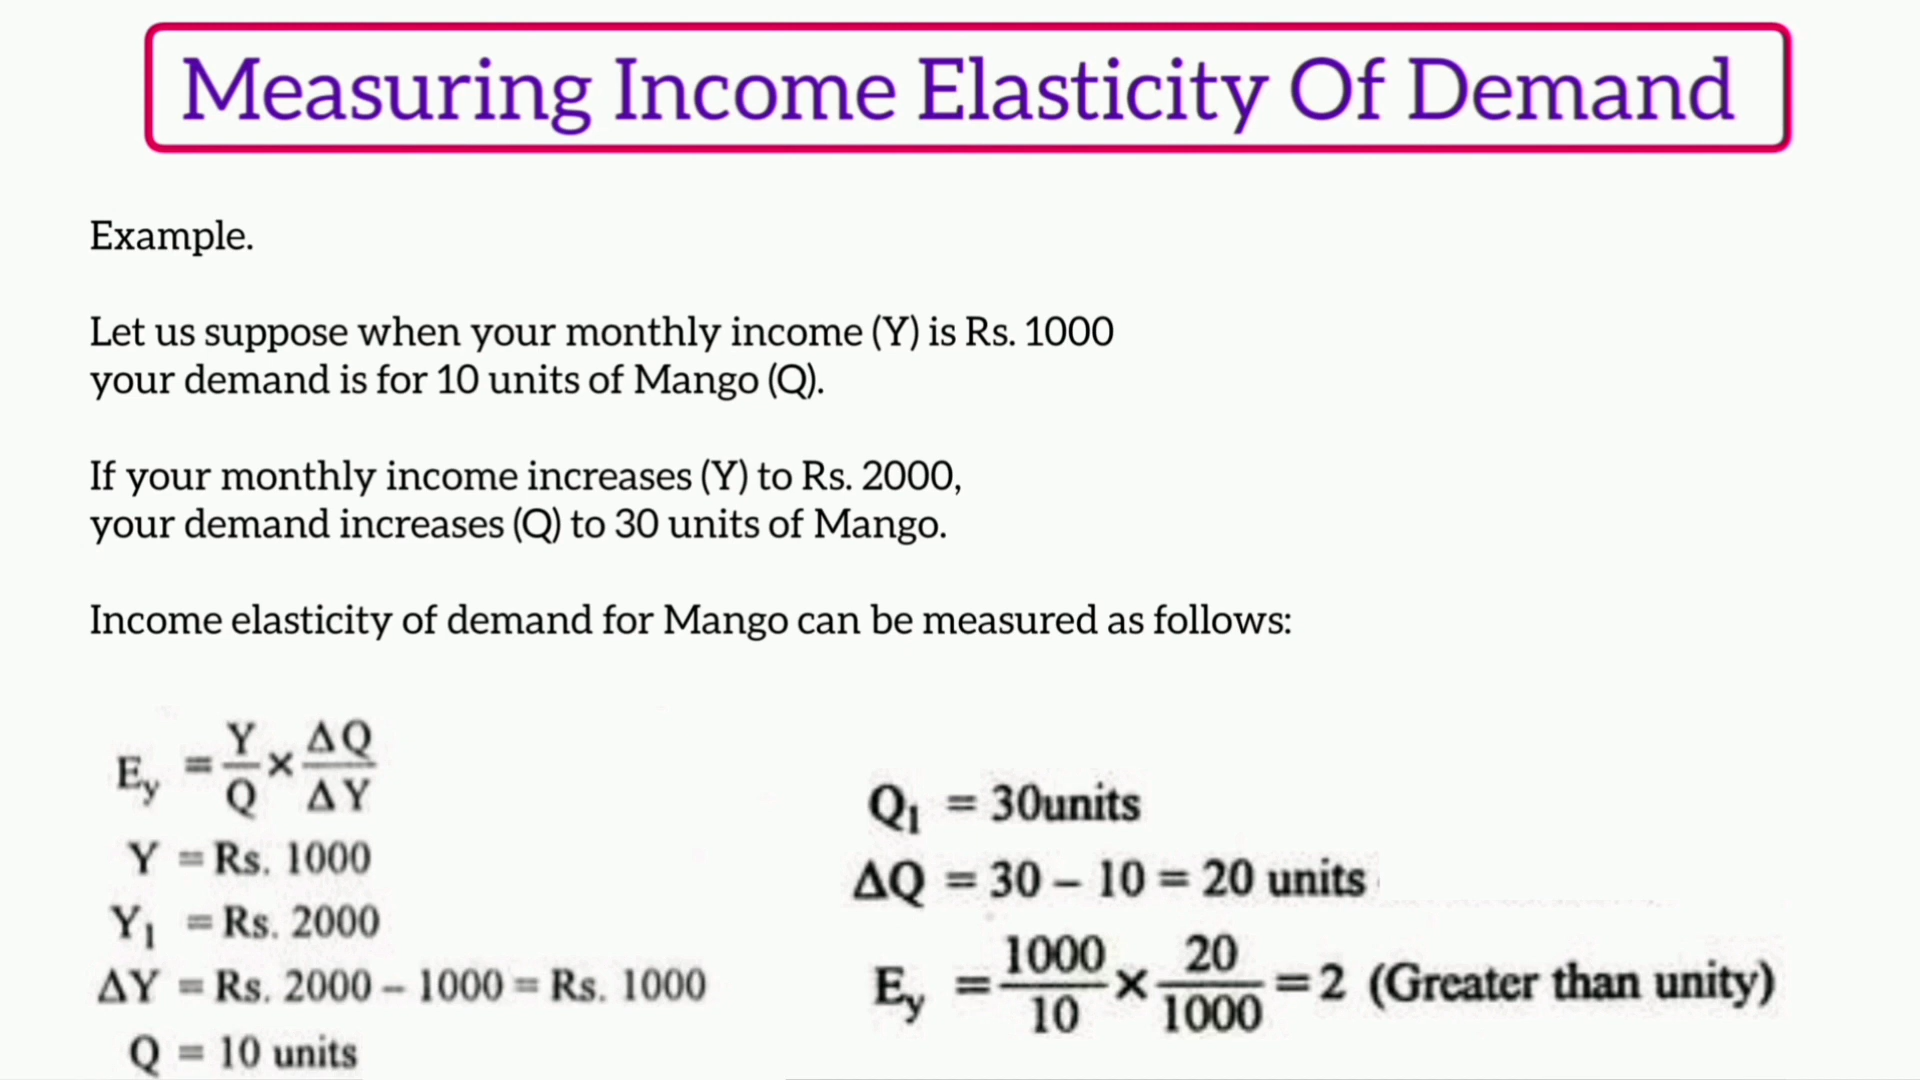 Measuring Income Elasticity Of Demand
Example.
Let us suppose when your monthly income (Y) is Rs. 1000
your demand is for 10 units of Mango (Q).
If your monthly income increases (Y) to Rs. 2000,
your demand increases (Q) to 30 units of Mango.
Income elasticity of demand for Mango can be measured as follows:
E_y = Y/Q × ΔQ/ΔY
Y = Rs. 1000
Y₁ = Rs. 2000
ΔY = Rs. 2000 – 1000 = Rs. 1000
Q = 10 units
Q₁ = 30units
ΔQ = 30 – 10 = 20 units
E_y = 1000/10 × 20/1000 = 2 (Greater than unity)